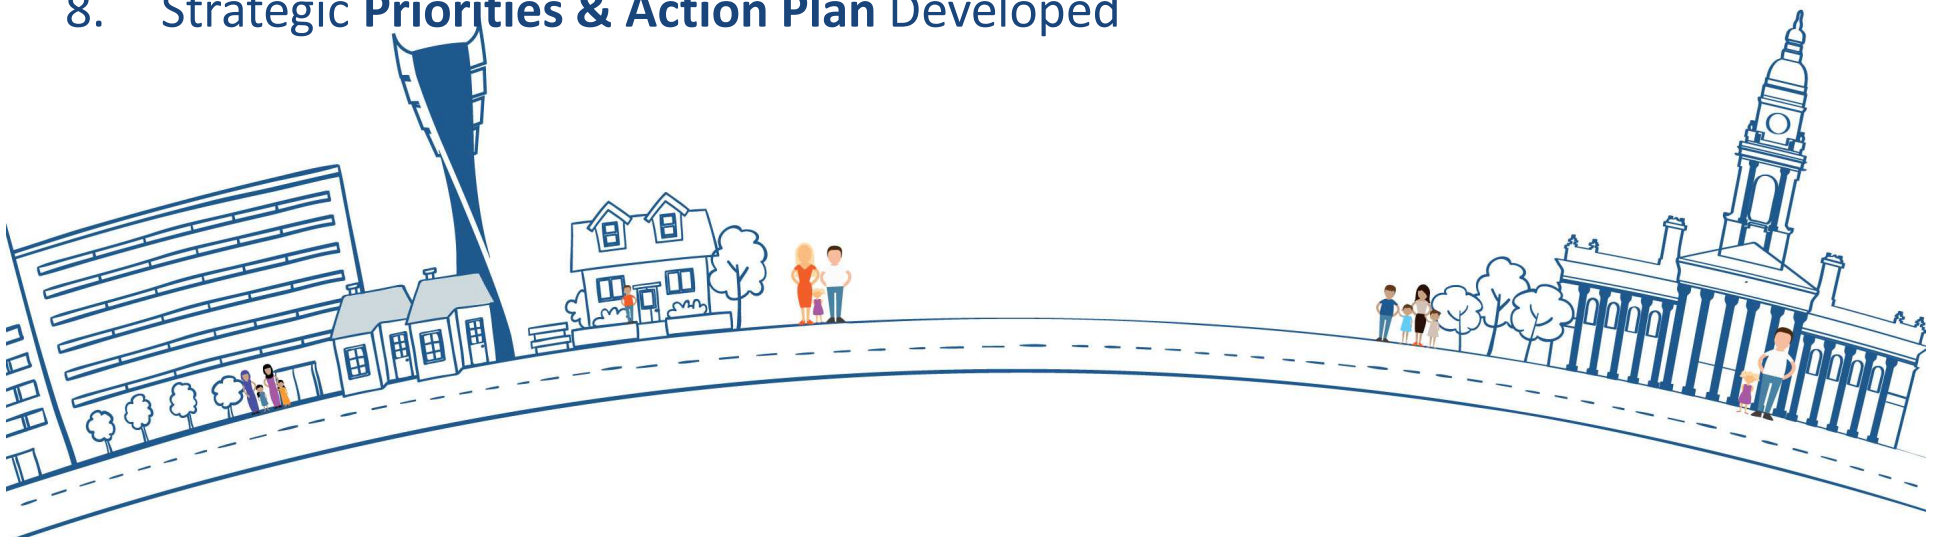 8. Strategic Priorities & Action Plan Developed